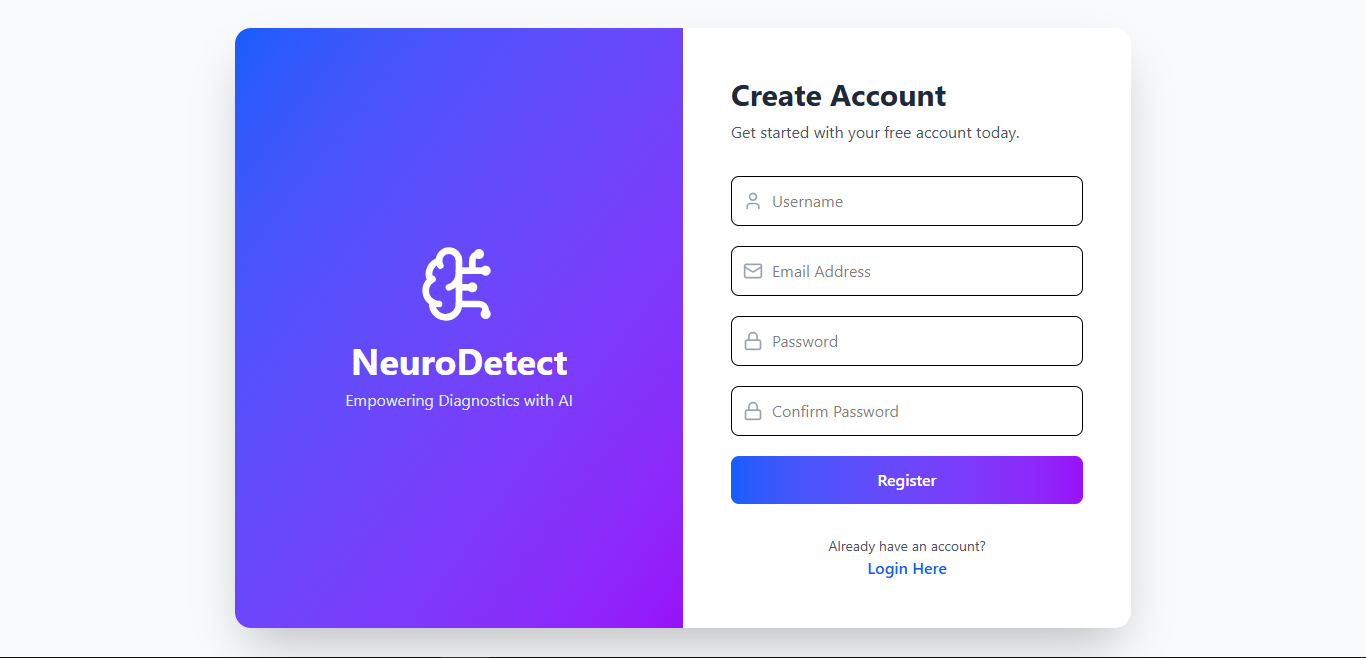 NeuroDetect
Empowering Diagnostics with AI
Create Account
Get started with your free account today.
Username
Email Address
Password
Confirm Password
Register
Already have an account?
Login Here